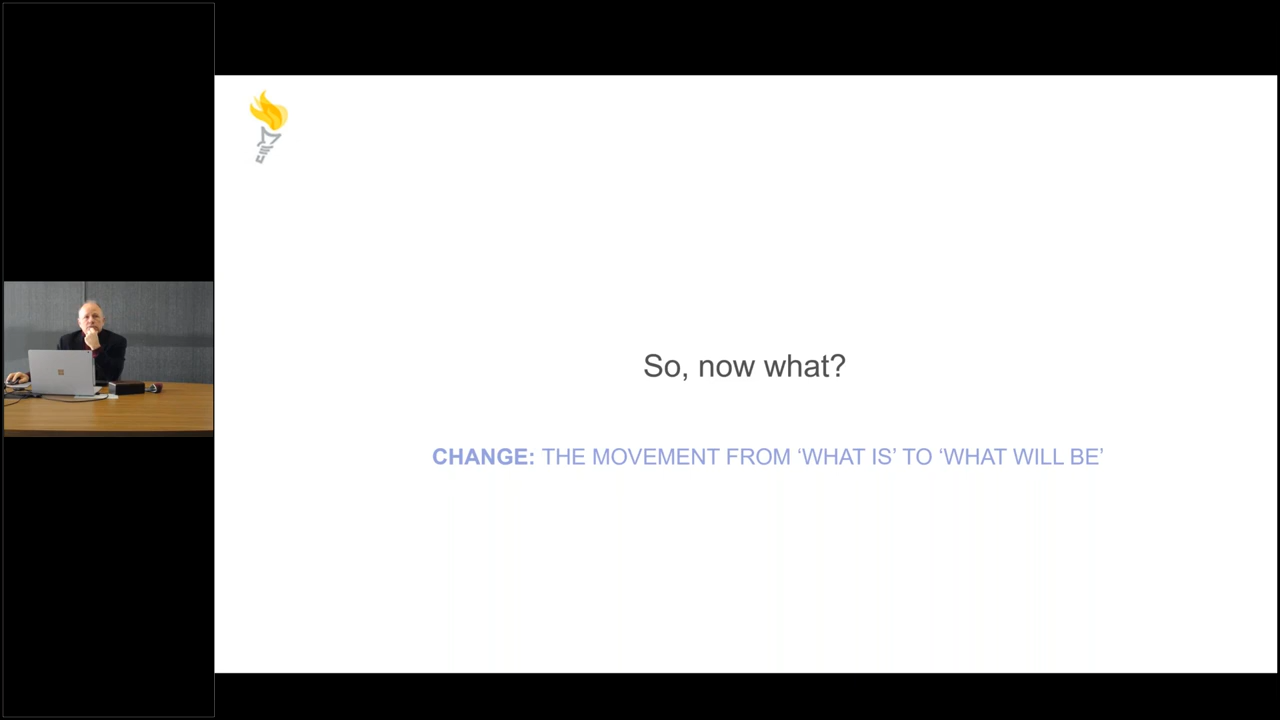 So, now what?
CHANGE: THE MOVEMENT FROM ‘WHAT IS’ TO ‘WHAT WILL BE’